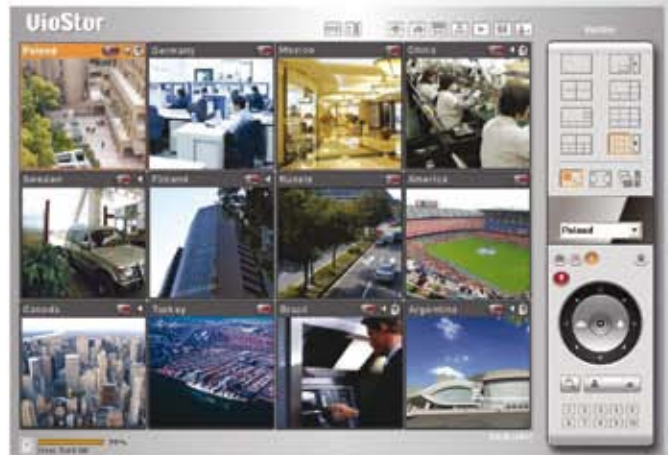 VioStor
Poland
Germany
Mexico
China
Sweden
Finland
Russia
America
Canada
Turkey
Brazil
Argentina
Poland